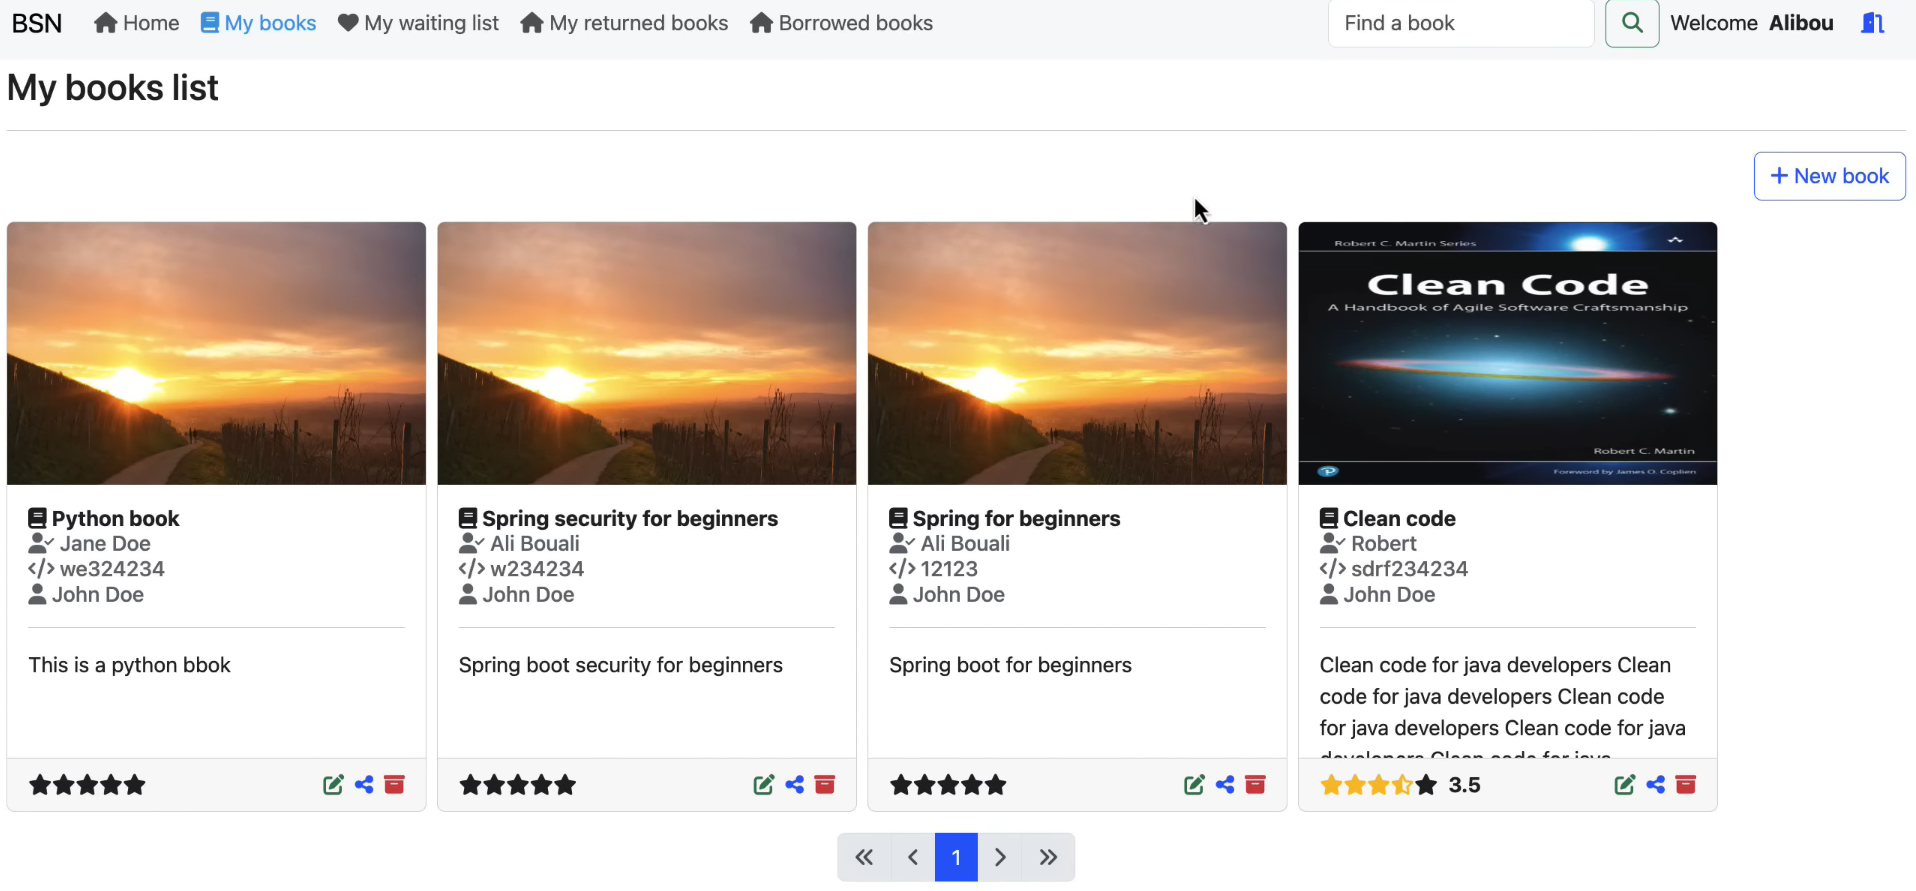 BSN Home My books My waiting list My returned books Borrowed books Find a book Welcome Alibou
My books list
+ New book
Robert C. Martin Series
Clean Code
A Handbook of Agile Software Craftsmanship
Robert C. Martin
Foreword by James O. Coplien
Python book
Jane Doe
</> we324234
John Doe
This is a python bbok
Spring security for beginners
Ali Bouali
</> w234234
John Doe
Spring boot security for beginners
Spring for beginners
Ali Bouali
</> 12123
John Doe
Spring boot for beginners
Clean code
Robert
</> sdrf234234
John Doe
Clean code for java developers Clean
code for java developers Clean code
for java developers Clean code for java
developers Clean code for java
3.5
« ‹ 1 › »